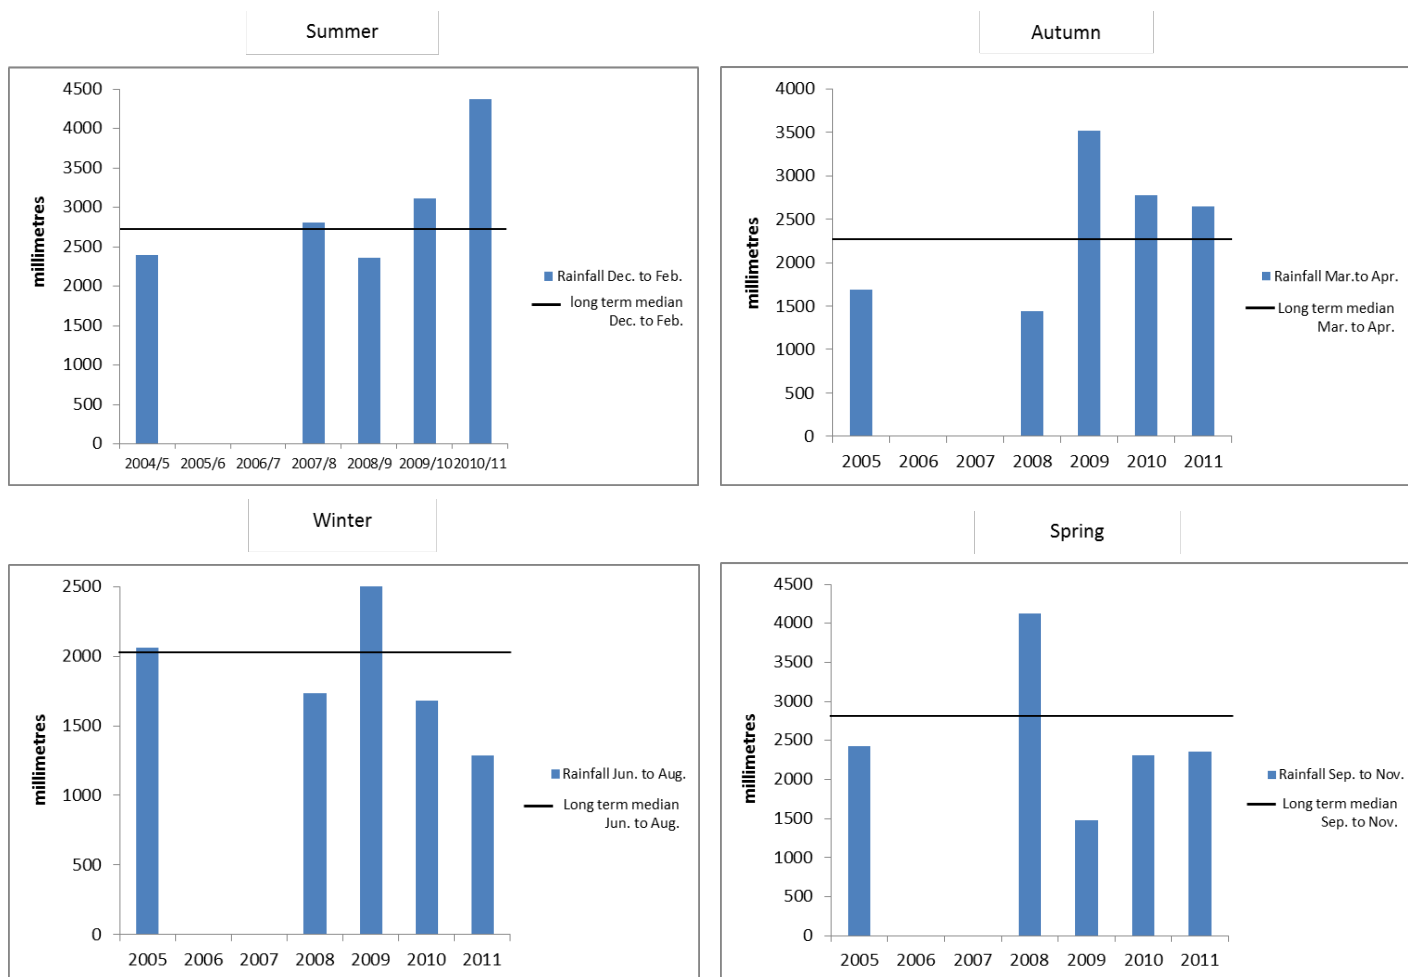 Summer
4500
4000
3500
3000
2500
2000
1500
1000
500
0
millimetres
2004/5 2005/6 2006/7 2007/8 2008/9 2009/10 2010/11
Rainfall Dec. to Feb.
long term median
Dec. to Feb.
Autumn
4000
3500
3000
2500
2000
1500
1000
500
0
millimetres
2005 2006 2007 2008 2009 2010 2011
Rainfall Mar.to Apr.
Long term median
Mar. to Apr.
Winter
2500
2000
1500
1000
500
0
millimetres
2005 2006 2007 2008 2009 2010 2011
Rainfall Jun. to Aug.
Long term median
Jun. to Aug.
Spring
4500
4000
3500
3000
2500
2000
1500
1000
500
0
millimetres
2005 2006 2007 2008 2009 2010 2011
Rainfall Sep. to Nov.
Long term median
Sep. to Nov.